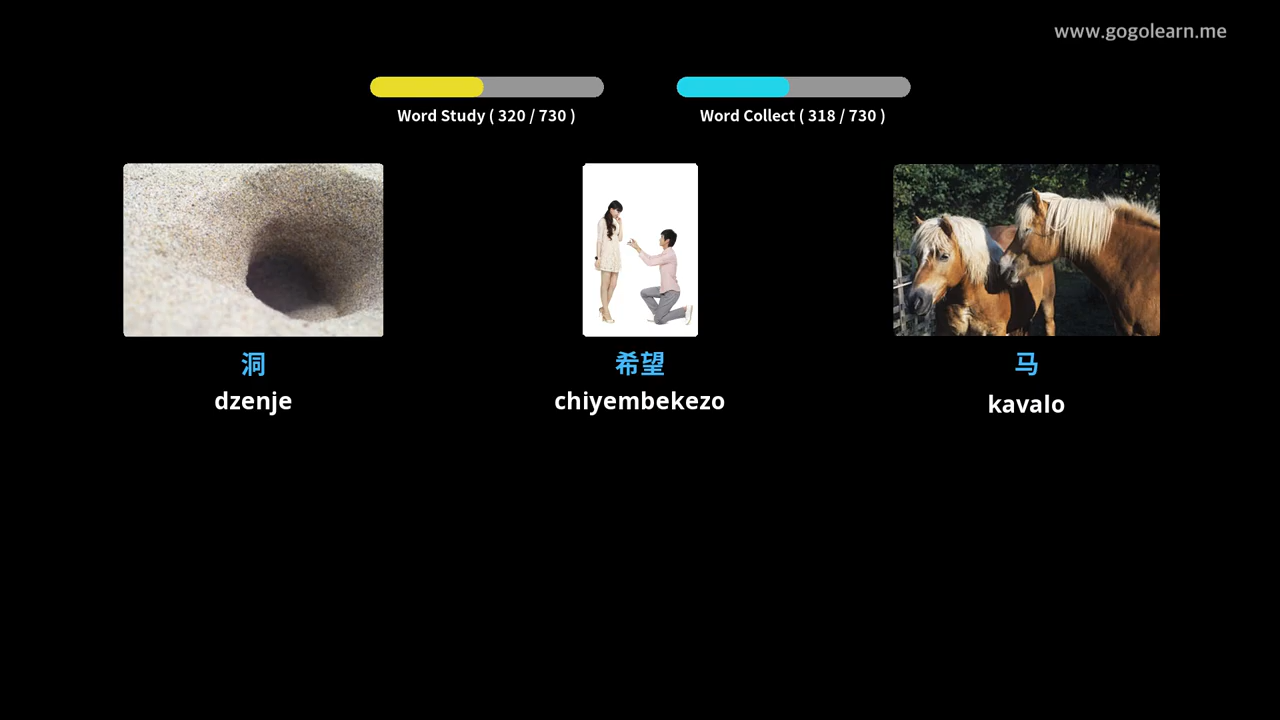 www.gogolearn.me
Word Study ( 320 / 730 )
Word Collect ( 318 / 730 )
洞
dzenje
希望
chiyembekezo
马
kavalo